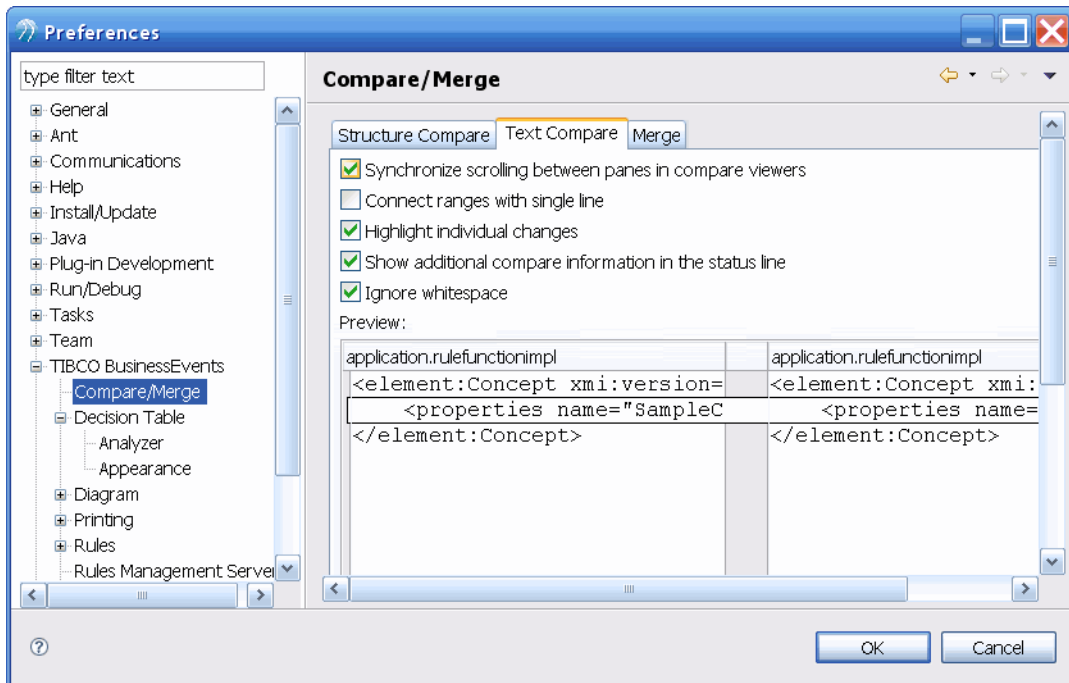 Preferences
type filter text
General
Ant
Communications
Help
Install/Update
Java
Plug-in Development
Run/Debug
Tasks
Team
TIBCO BusinessEvents
Compare/Merge
Decision Table
Analyzer
Appearance
Diagram
Printing
Rules
Rules Management Server
Compare/Merge
Structure Compare Text Compare Merge
Synchronize scrolling between panes in compare viewers
Connect ranges with single line
Highlight individual changes
Show additional compare information in the status line
Ignore whitespace
Preview:
application.rulefunctionimpl application.rulefunctionimpl
<element:Concept xmi:version= <element:Concept xmi:
<properties name="SampleC <properties name=
</element:Concept> </element:Concept>
OK Cancel